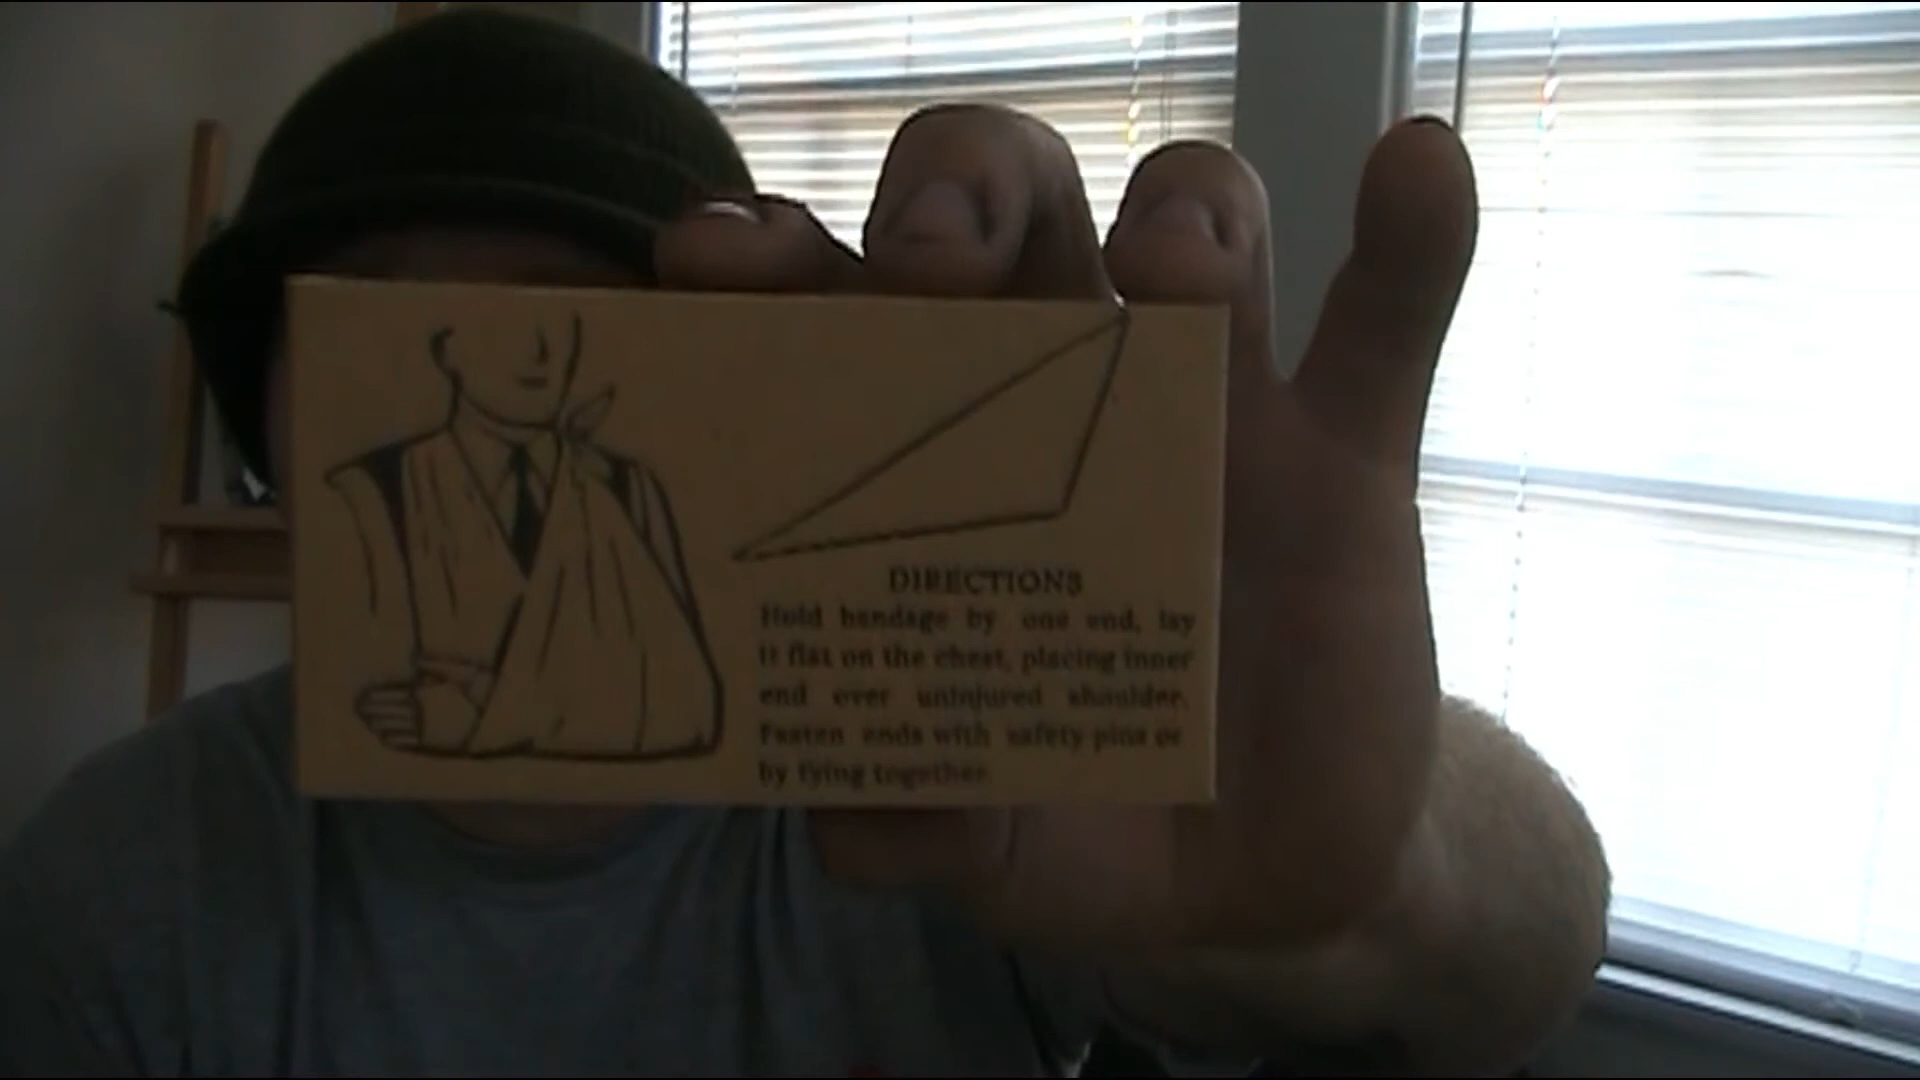 DIRECTIONS
Hold bandage by one end, lay
it flat on the chest, placing inner
end over uninjured shoulder.
Fasten ends with safety pins or
by tying together.